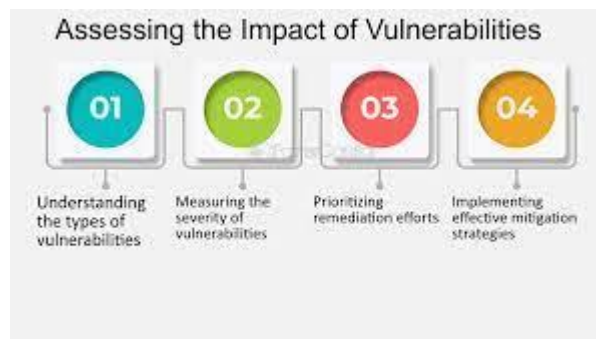 Assessing the Impact of Vulnerabilities
01
02
03
04
Understanding
the types of
vulnerabilities
Measuring the
severity of
vulnerabilities
Prioritizing
remediation efforts
Implementing
effective mitigation
strategies